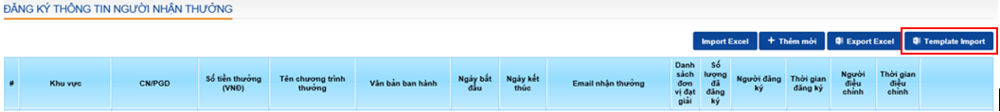 ĐĂNG KÝ THÔNG TIN NGƯỜI NHẬN THƯỞNG
Import Excel + Thêm mới Export Excel Template Import
# Khu vực CN/PGD Số tiền thưởng (VNĐ) Tên chương trình thưởng Văn bản ban hành Ngày bắt đầu Ngày kết thúc Email nhận thưởng Danh sách đơn vị đạt giải Số lượng đã đăng ký Người đăng ký Thời gian đăng ký Người điều chỉnh Thời gian điều chỉnh